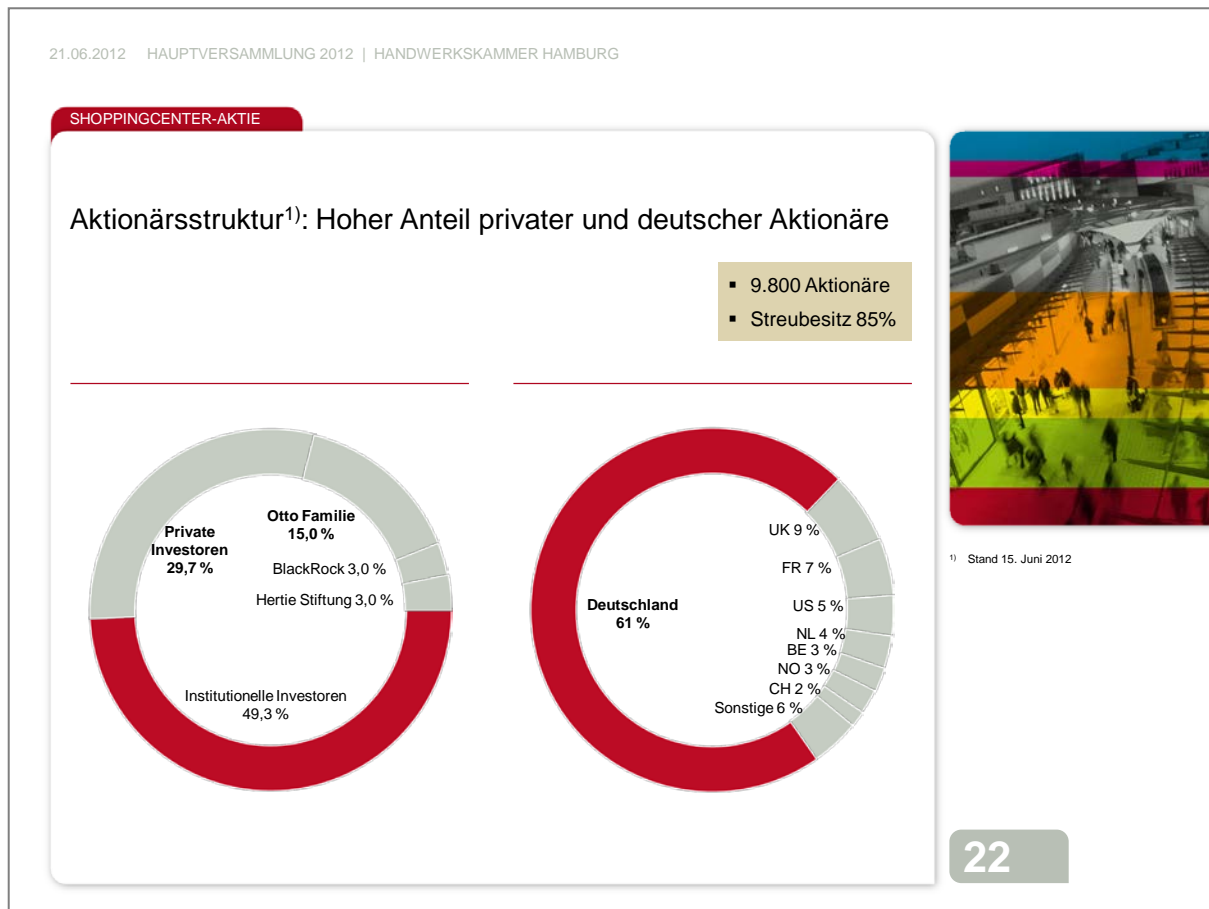 21.06.2012 HAUPTVERSAMMLUNG 2012 | HANDWERKSKAMMER HAMBURG
SHOPPINGCENTER-AKTIE
Aktionärsstruktur1): Hoher Anteil privater und deutscher Aktionäre
▪ 9.800 Aktionäre
▪ Streubesitz 85%
Otto Familie
15,0 %
Private
Investoren
29,7 %
BlackRock 3,0 %
Hertie Stiftung 3,0 %
Institutionelle Investoren
49,3 %
UK 9 %
FR 7 %
US 5 %
Deutschland
61 %
NL 4 %
BE 3 %
NO 3 %
CH 2 %
Sonstige 6 %
1) Stand 15. Juni 2012
22